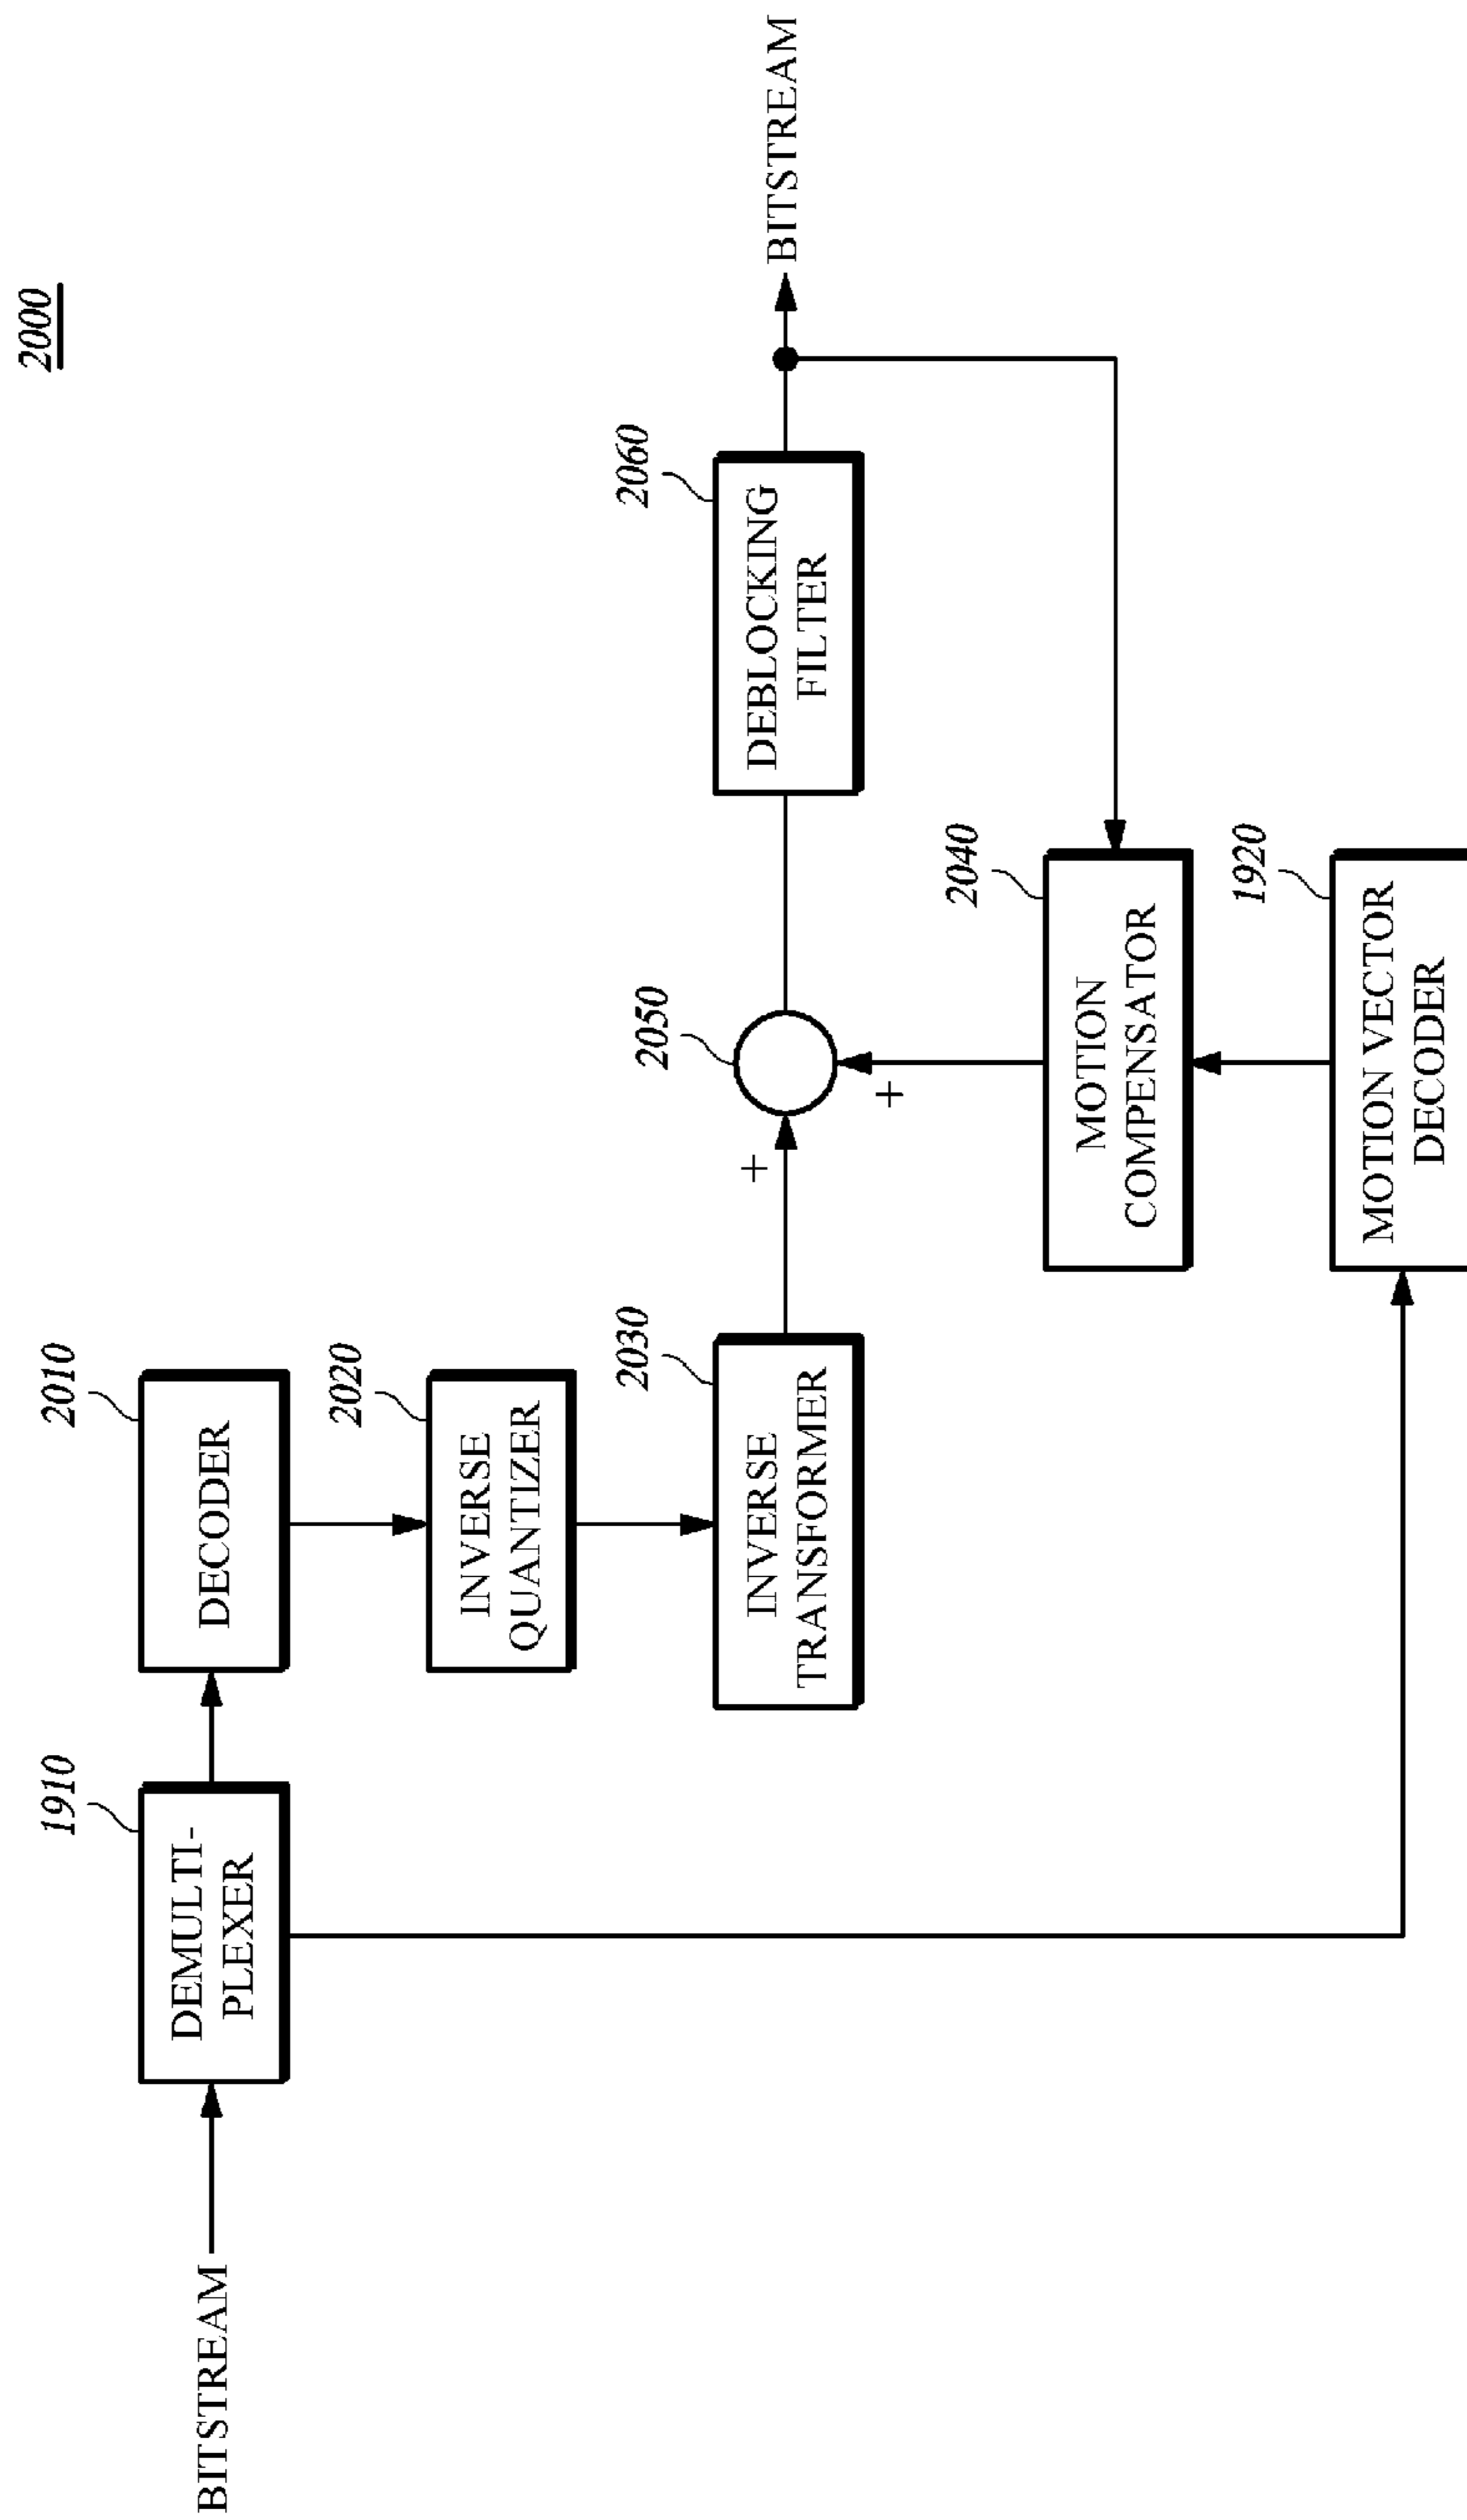 2000
BITSTREAM
1910
DEMULTI-
PLEXER
2010
DECODER
2020
INVERSE
QUANTIZER
2030
INVERSE
TRANSFORMER
+
+
2050
2060
DEBLOCKING
FILTER
BITSTREAM
2040
MOTION
COMPENSATOR
1920
MOTION VECTOR
DECODER